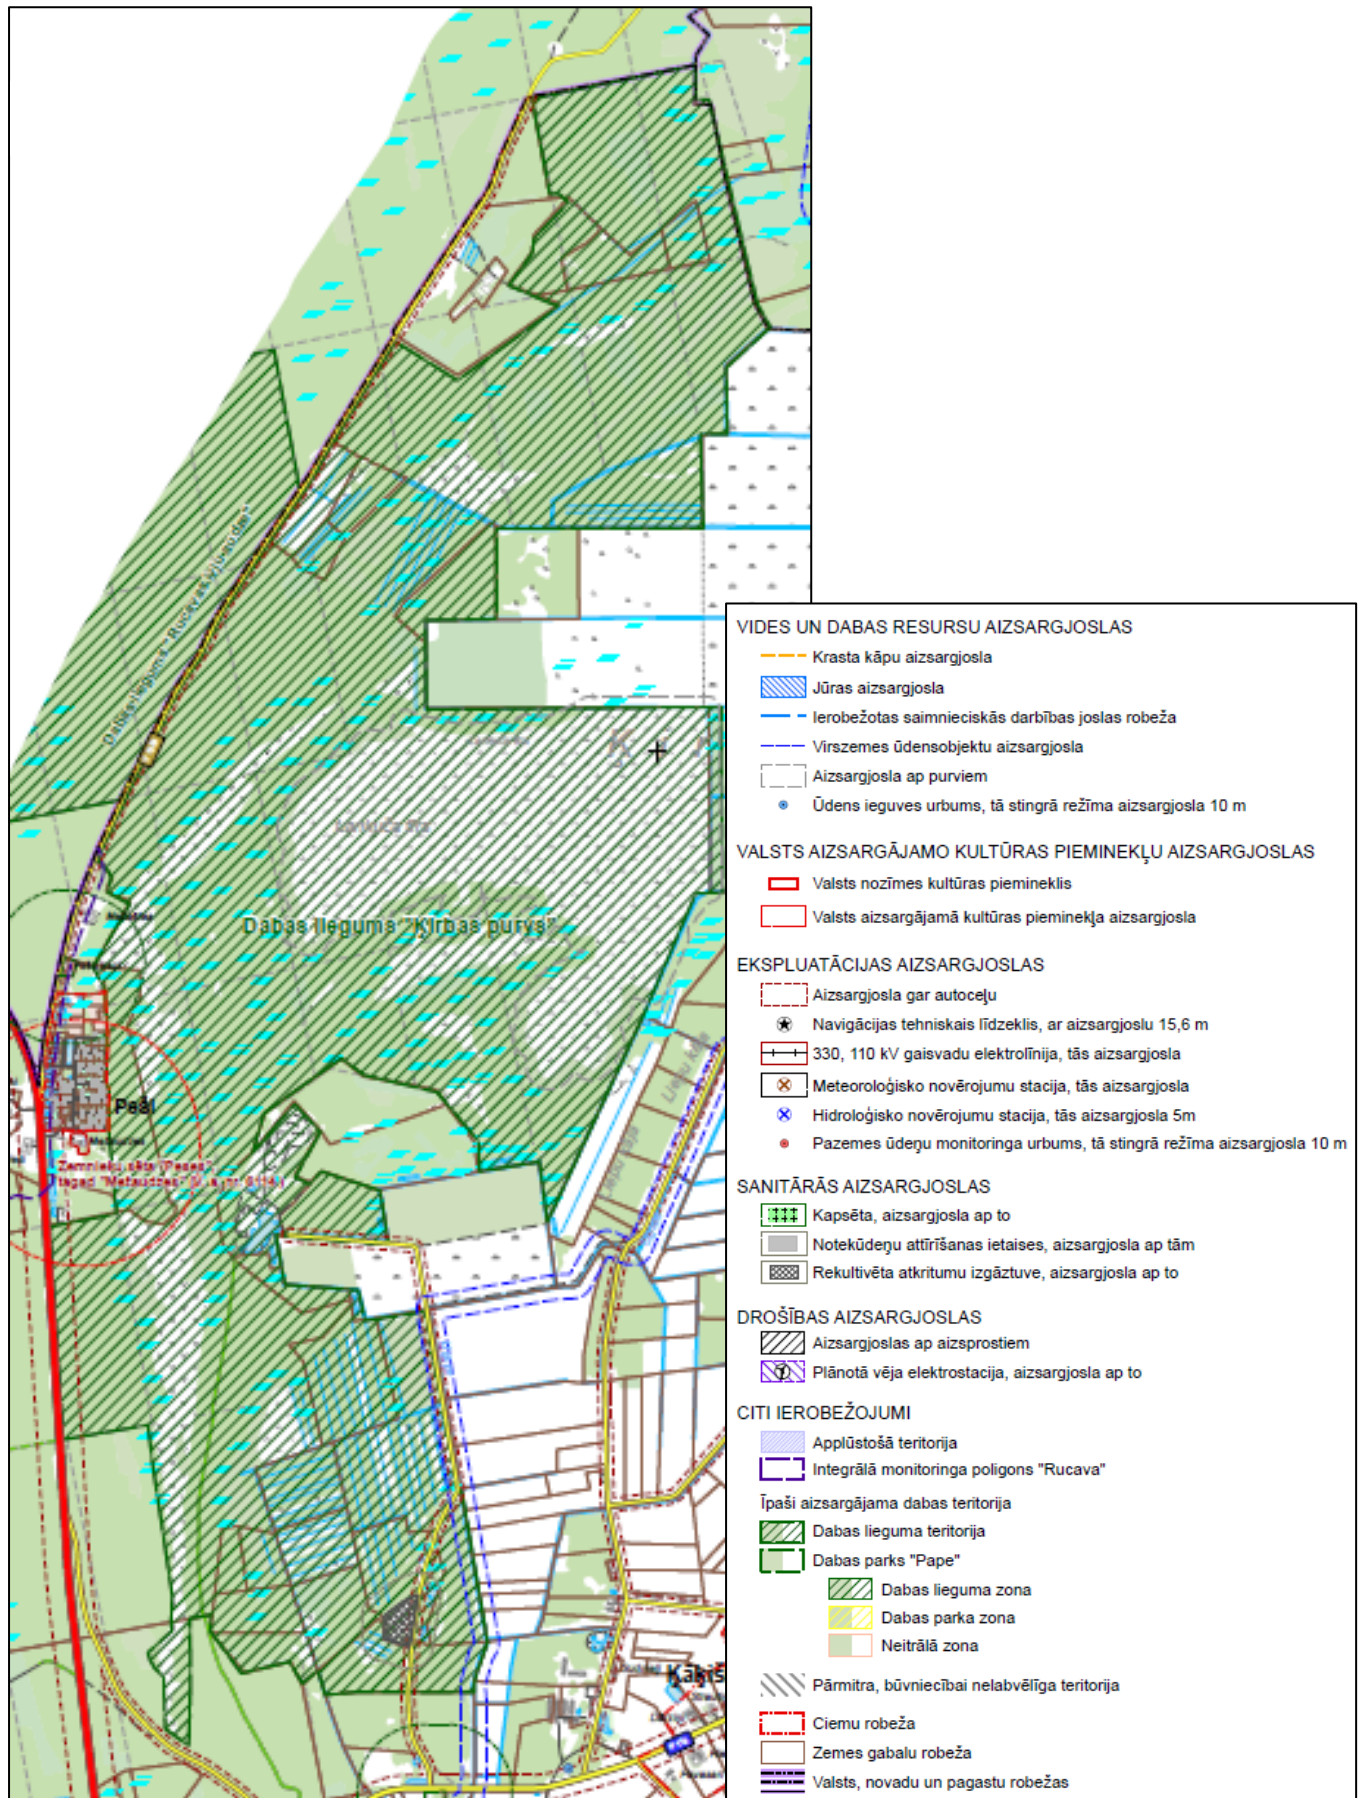 Dabas liegums "Ķirbas purvs"
Peši
Zemnieku sēta "Peses",
tagad "Metaudzes"
VIDES UN DABAS RESURSU AIZSARGJOSLAS
Krasta kāpu aizsargjosla
Jūras aizsargjosla
Ierobežotas saimnieciskās darbības joslas robeža
Virszemes ūdensobjektu aizsargjosla
Aizsargjosla ap purviem
Ūdens ieguves urbums, tā stingrā režīma aizsargjosla 10 m
VALSTS AIZSARGĀJAMO KULTŪRAS PIEMINEKĻU AIZSARGJOSLAS
Valsts nozīmes kultūras piemineklis
Valsts aizsargājamā kultūras pieminekļa aizsargjosla
EKSPLUATĀCIJAS AIZSARGJOSLAS
Aizsargjosla gar autoceļu
Navigācijas tehniskais līdzeklis, ar aizsargjoslu 15,6 m
330, 110 kV gaisvadu elektrolīnija, tās aizsargjosla
Meteoroloģisko novērojumu stacija, tās aizsargjosla
Hidroloģisko novērojumu stacija, tās aizsargjosla 5m
Pazemes ūdeņu monitoringa urbums, tā stingrā režīma aizsargjosla 10 m
SANITĀRĀS AIZSARGJOSLAS
Kapsēta, aizsargjosla ap to
Notekūdeņu attīrīšanas ietaises, aizsargjosla ap tām
Rekultivēta atkritumu izgāztuve, aizsargjosla ap to
DROŠĪBAS AIZSARGJOSLAS
Aizsargjoslas ap aizsprostiem
Plānotā vēja elektrostacija, aizsargjosla ap to
CITI IEROBEŽOJUMI
Applūstošā teritorija
Integrālā monitoringa poligons "Rucava"
Īpaši aizsargājama dabas teritorija
Dabas lieguma teritorija
Dabas parks "Pape"
Dabas lieguma zona
Dabas parka zona
Neitrālā zona
Pārmitra, būvniecībai nelabvēlīga teritorija
Ciemu robeža
Zemes gabalu robeža
Valsts, novadu un pagastu robežas